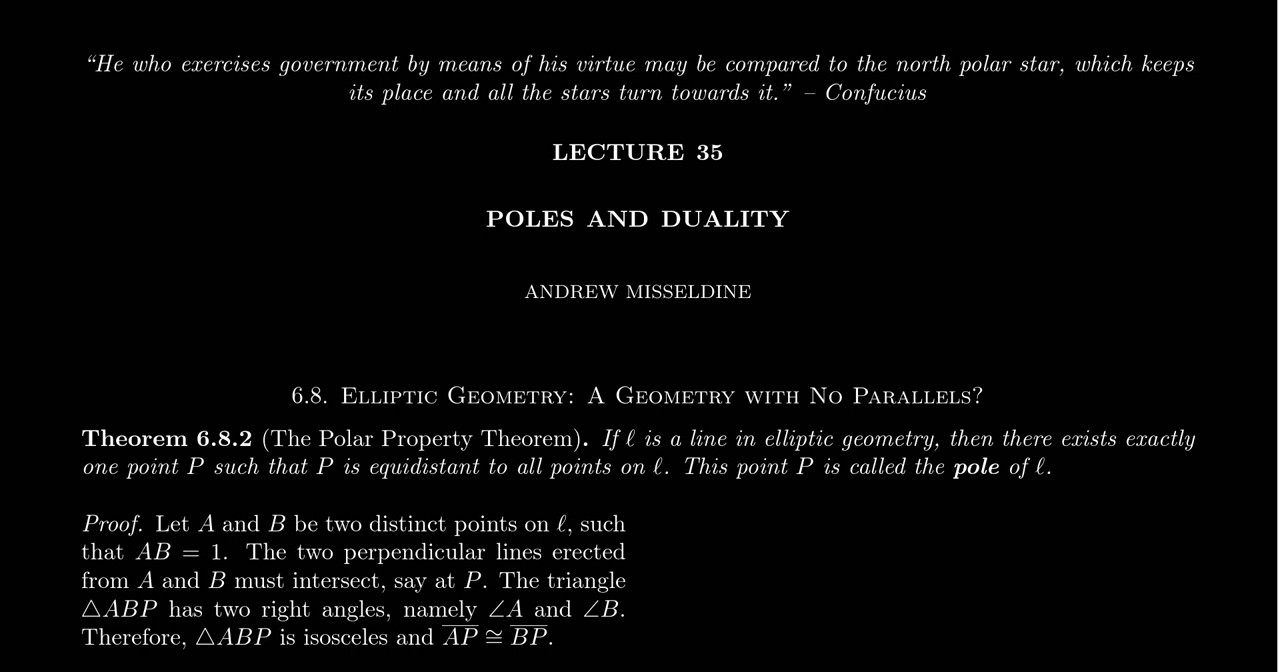 “He who exercises government by means of his virtue may be compared to the north polar star, which keeps
its place and all the stars turn towards it.” – Confucius
LECTURE 35
POLES AND DUALITY
ANDREW MISSELDINE
6.8. Elliptic Geometry: A Geometry with No Parallels?
Theorem 6.8.2 (The Polar Property Theorem). If ℓ is a line in elliptic geometry, then there exists exactly
one point P such that P is equidistant to all points on ℓ. This point P is called the pole of ℓ.
Proof. Let A and B be two distinct points on ℓ, such
that AB = 1. The two perpendicular lines erected
from A and B must intersect, say at P. The triangle
△ABP has two right angles, namely ∠A and ∠B.
Therefore, △ABP is isosceles and A̅P̅ ≅ B̅P̅.